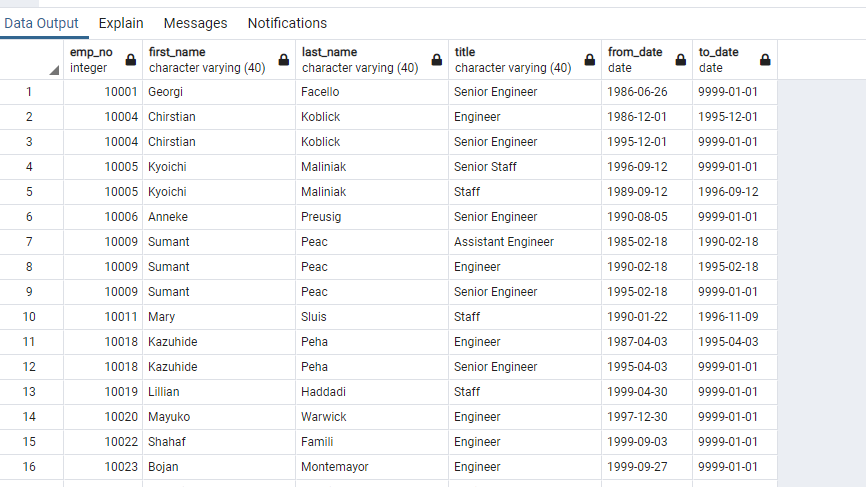 Data Output Explain Messages Notifications
emp_no first_name last_name title from_date to_date
integer character varying (40) character varying (40) character varying (40) date date
1 10001 Georgi Facello Senior Engineer 1986-06-26 9999-01-01
2 10004 Chirstian Koblick Engineer 1986-12-01 1995-12-01
3 10004 Chirstian Koblick Senior Engineer 1995-12-01 9999-01-01
4 10005 Kyoichi Maliniak Senior Staff 1996-09-12 9999-01-01
5 10005 Kyoichi Maliniak Staff 1989-09-12 1996-09-12
6 10006 Anneke Preusig Senior Engineer 1990-08-05 9999-01-01
7 10009 Sumant Peac Assistant Engineer 1985-02-18 1990-02-18
8 10009 Sumant Peac Engineer 1990-02-18 1995-02-18
9 10009 Sumant Peac Senior Engineer 1995-02-18 9999-01-01
10 10011 Mary Sluis Staff 1990-01-22 1996-11-09
11 10018 Kazuhide Peha Engineer 1987-04-03 1995-04-03
12 10018 Kazuhide Peha Senior Engineer 1995-04-03 9999-01-01
13 10019 Lillian Haddadi Staff 1999-04-30 9999-01-01
14 10020 Mayuko Warwick Engineer 1997-12-30 9999-01-01
15 10022 Shahaf Famili Engineer 1999-09-03 9999-01-01
16 10023 Bojan Montemayor Engineer 1999-09-27 9999-01-01